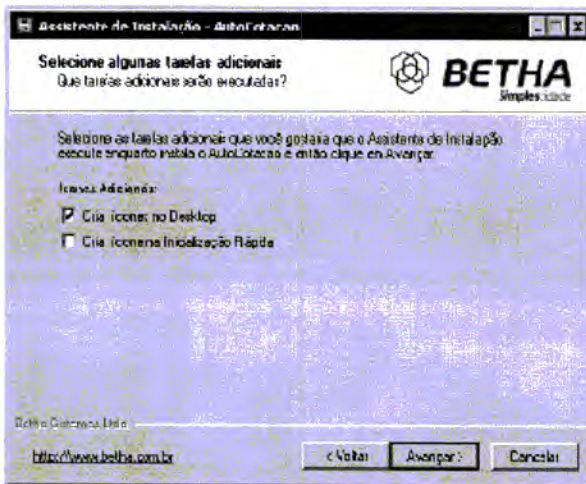 Assistente de Instalação - AutoCotacao
Selecione algumas tarefas adicionais
Que tarefas adicionais serão executadas?
BETHA
Simplescidade
Selecione as tarefas adicionais que você gostaria que o Assistente de Instalação
execute enquanto instala o AutoCotacao e então clique em Avançar.
Ícones Adicionais:
Criar ícones no Desktop
Criar ícone na Inicialização Rápida
Betha Sistemas Ltda
http://www.betha.com.br
< Voltar
Avançar >
Cancelar